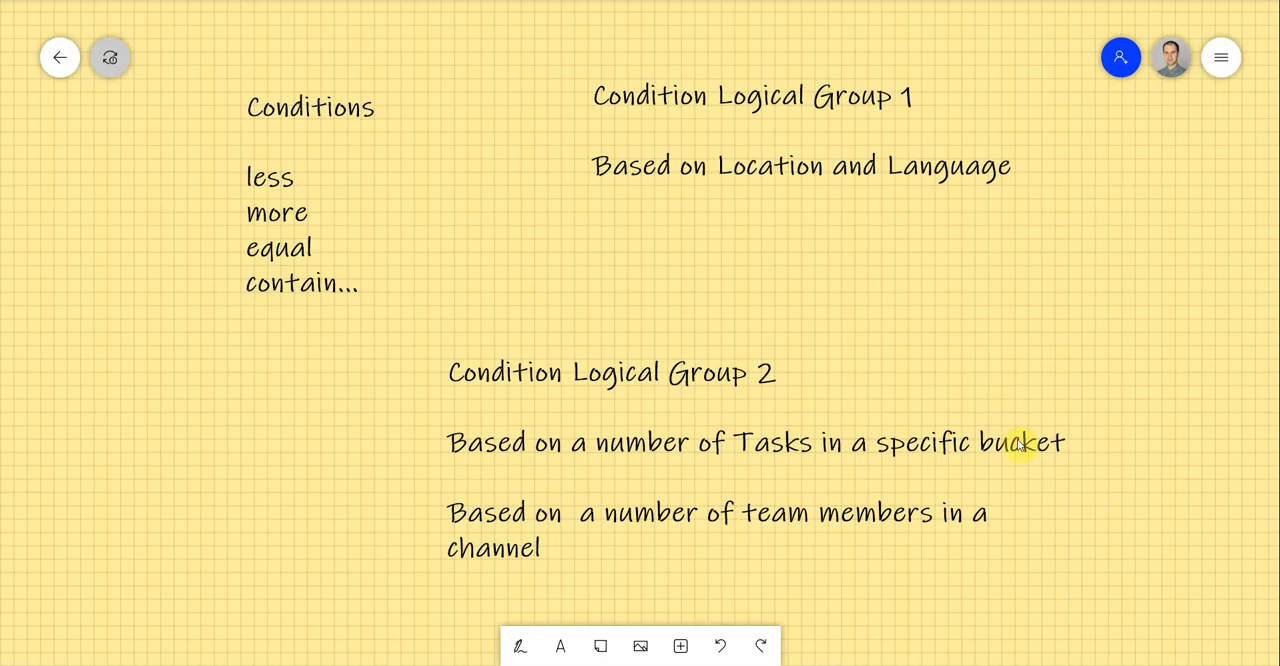 Conditions
less
more
equal
contain...
Condition Logical Group 1
Based on Location and Language
Condition Logical Group 2
Based on a number of Tasks in a specific bucket
Based on a number of team members in a
channel
A